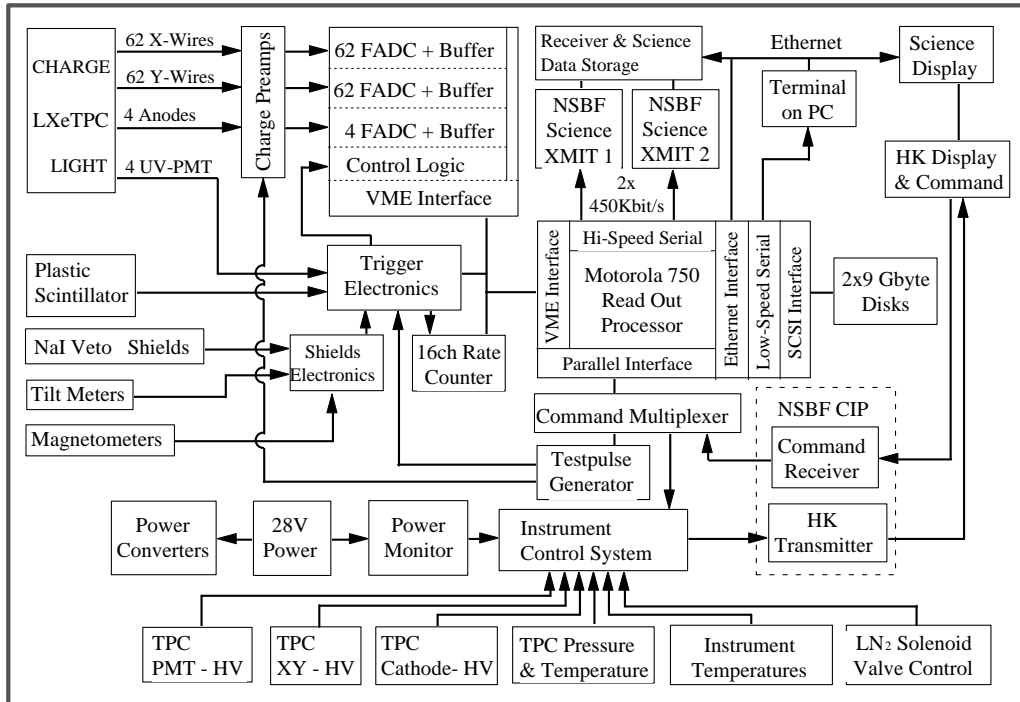 CHARGE
LXeTPC
LIGHT
62 X-Wires
62 Y-Wires
4 Anodes
4 UV-PMT
Charge Preamps
62 FADC + Buffer
62 FADC + Buffer
4 FADC + Buffer
Control Logic
VME Interface
Receiver & Science
Data Storage
Ethernet
Science
Display
NSBF
Science
XMIT 1
NSBF
Science
XMIT 2
Terminal
on PC
HK Display
& Command
2x
450Kbit/s
VME Interface
Hi-Speed Serial
Motorola 750
Read Out
Processor
Parallel Interface
Ethernet Interface
Low-Speed Serial
SCSI Interface
2x9 Gbyte
Disks
Plastic
Scintillator
Trigger
Electronics
NaI Veto Shields
Shields
Electronics
16ch Rate
Counter
Tilt Meters
Magnetometers
Command Multiplexer
NSBF CIP
Command
Receiver
Testpulse
Generator
Power
Converters
28V
Power
Power
Monitor
Instrument
Control System
HK
Transmitter
TPC
PMT - HV
TPC
XY - HV
TPC
Cathode- HV
TPC Pressure
& Temperature
Instrument
Temperatures
LN2 Solenoid
Valve Control